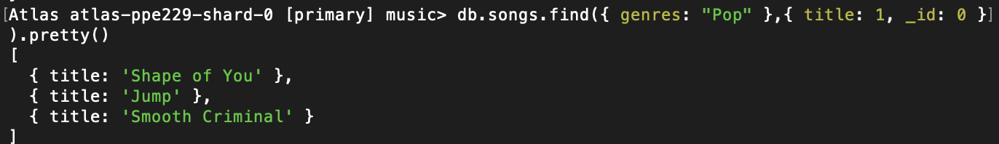 [Atlas atlas-ppe229-shard-0 [primary] music> db.songs.find({ genres: "Pop" },{ title: 1, _id: 0 }]
).pretty()
[
  { title: 'Shape of You' },
  { title: 'Jump' },
  { title: 'Smooth Criminal' }
]